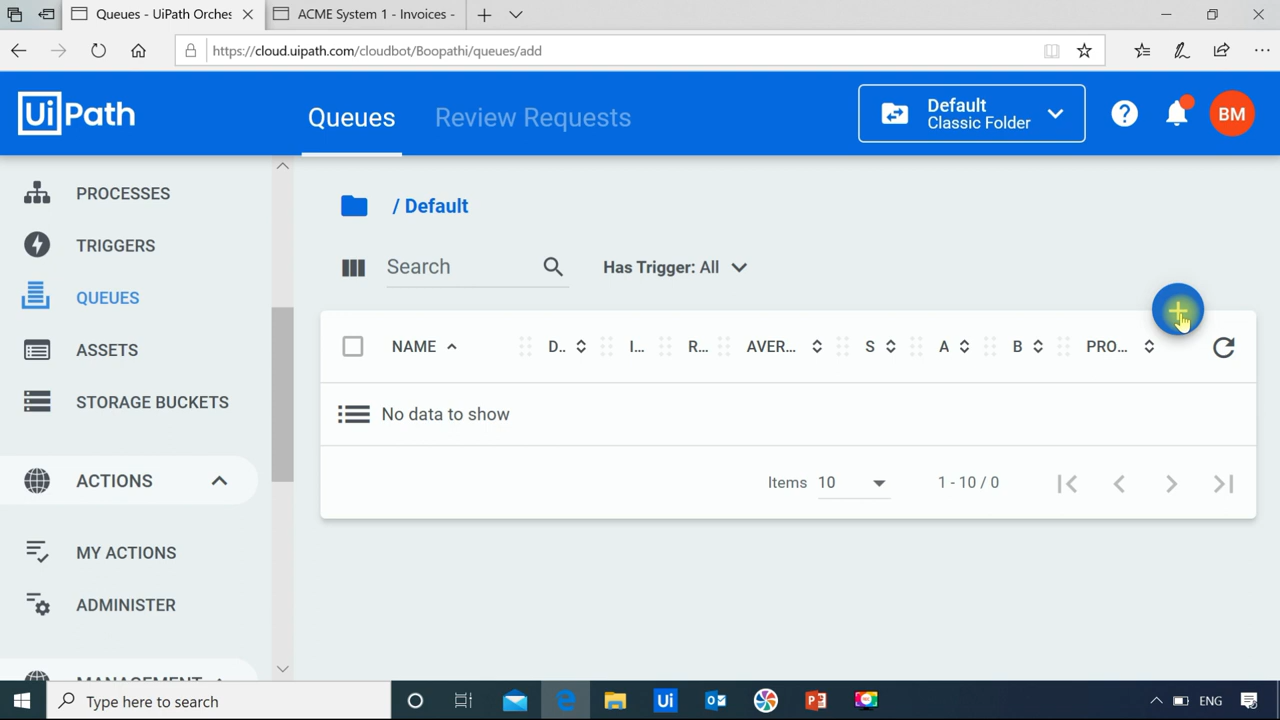 Queues - UiPath Orches
ACME System 1 - Invoices -
https://cloud.uipath.com/cloudbot/Boopathi/queues/add
UiPath
Queues
Review Requests
Default
Classic Folder
BM
PROCESSES
TRIGGERS
QUEUES
ASSETS
STORAGE BUCKETS
ACTIONS
MY ACTIONS
ADMINISTER
MANAGEMENT
/ Default
Search
Has Trigger: All
NAME
D..
I...
R...
AVER...
S
A
B
PRO...
No data to show
Items 10
1 - 10 / 0
Type here to search
Ui
ENG